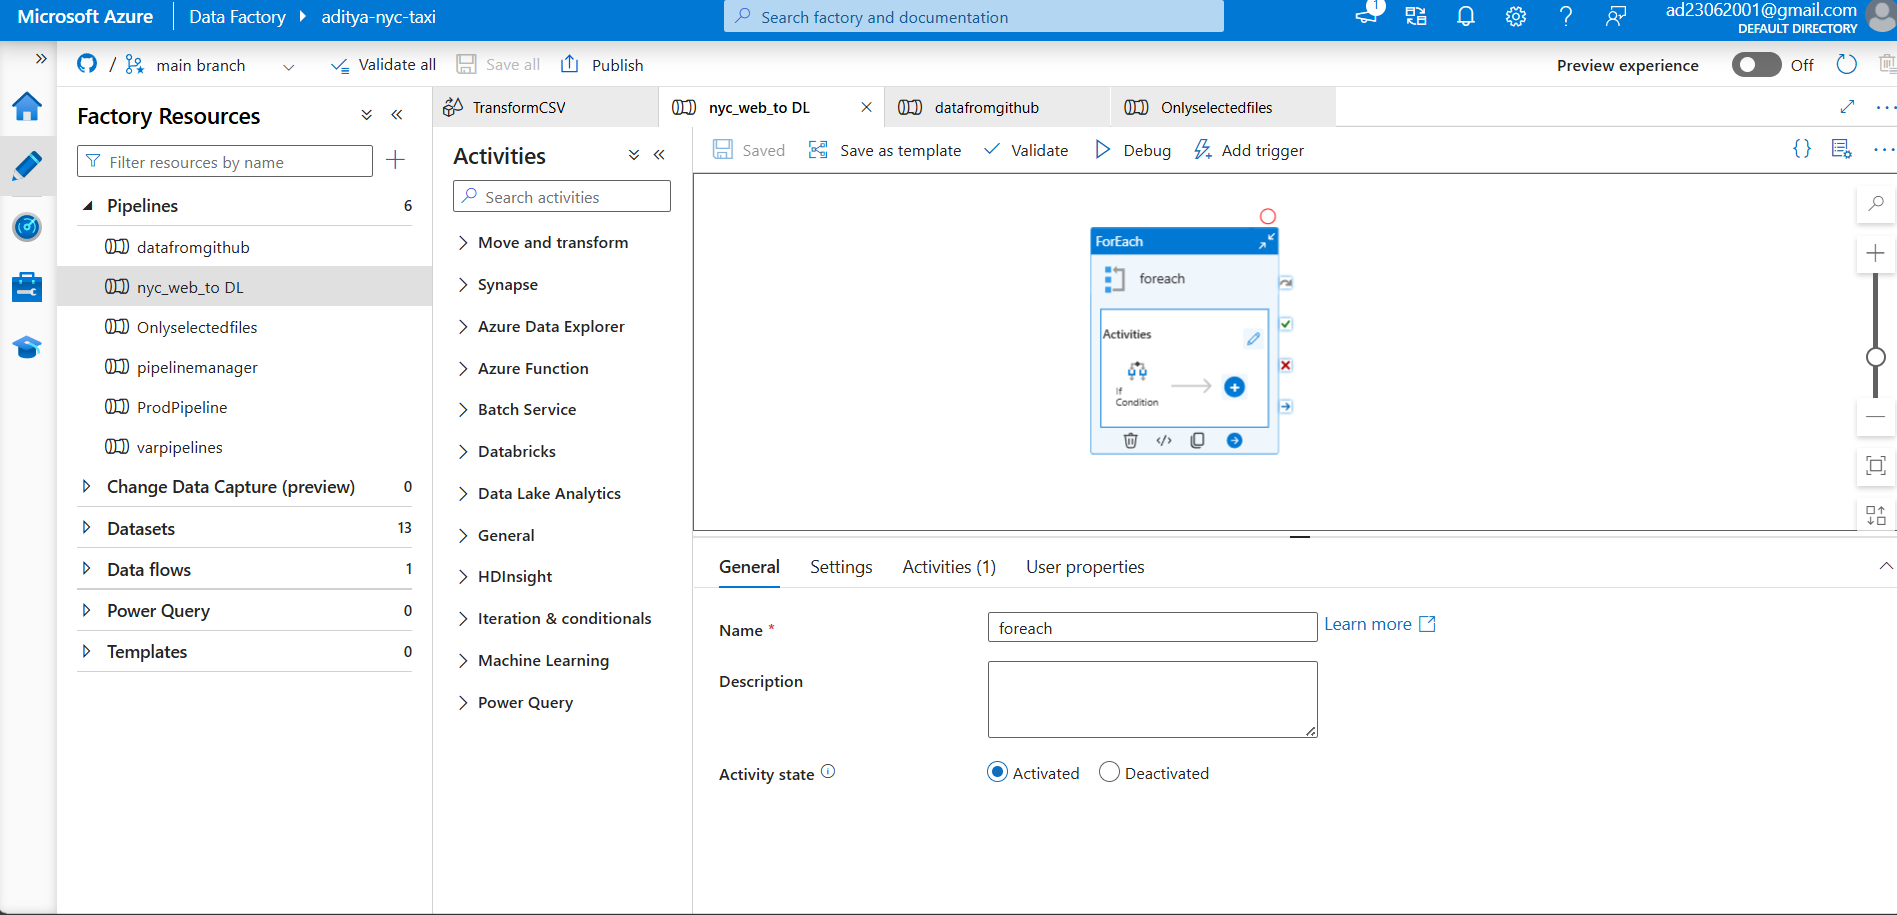 Microsoft Azure Data Factory aditya-nyc-taxi Search factory and documentation 1 ad23062001@gmail.com
DEFAULT DIRECTORY
/ main branch Validate all Save all Publish Preview experience Off
Factory Resources
Filter resources by name
Pipelines 6
datafromgithub
nyc_web_to DL
Onlyselectedfiles
pipelinemanager
ProdPipeline
varpipelines
Change Data Capture (preview) 0
Datasets 13
Data flows 1
Power Query 0
Templates 0
TransformCSV nyc_web_to DL datafromgithub Onlyselectedfiles
Activities
Search activities
Move and transform
Synapse
Azure Data Explorer
Azure Function
Batch Service
Databricks
Data Lake Analytics
General
HDInsight
Iteration & conditionals
Machine Learning
Power Query
Saved Save as template Validate Debug Add trigger
ForEach
foreach
Activities
If
Condition
General Settings Activities (1) User properties
Name * foreach Learn more
Description
Activity state Activated Deactivated